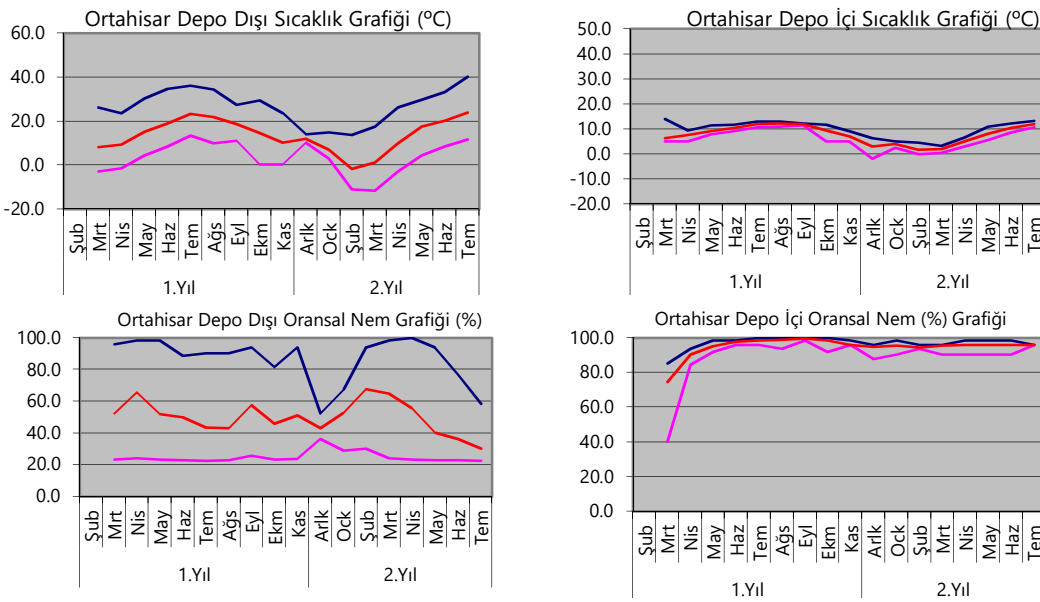 Ortahisar Depo Dışı Sıcaklık Grafiği (ºC)
60.0
40.0
20.0
0.0
-20.0
Şub Mrt Nis May Haz Tem Ağs Eyl Ekm Kas Arlk Ock Şub Mrt Nis May Haz Tem
1.Yıl 2.Yıl
Ortahisar Depo İçi Sıcaklık Grafiği (ºC)
50.0
40.0
30.0
20.0
10.0
0.0
-10.0
-20.0
Şub Mrt Nis May Haz Tem Ağs Eyl Ekm Kas Arlk Ock Şub Mrt Nis May Haz Tem
1.Yıl 2.Yıl
Ortahisar Depo Dışı Oransal Nem Grafiği (%)
100.0
80.0
60.0
40.0
20.0
0.0
Şub Mrt Nis May Haz Tem Ağs Eyl Ekm Kas Arlk Ock Şub Mrt Nis May Haz Tem
1.Yıl 2.Yıl
Ortahisar Depo İçi Oransal Nem (%) Grafiği
100.0
80.0
60.0
40.0
20.0
0.0
Şub Mrt Nis May Haz Tem Ağs Eyl Ekm Kas Arlk Ock Şub Mrt Nis May Haz Tem
1.Yıl 2.Yıl